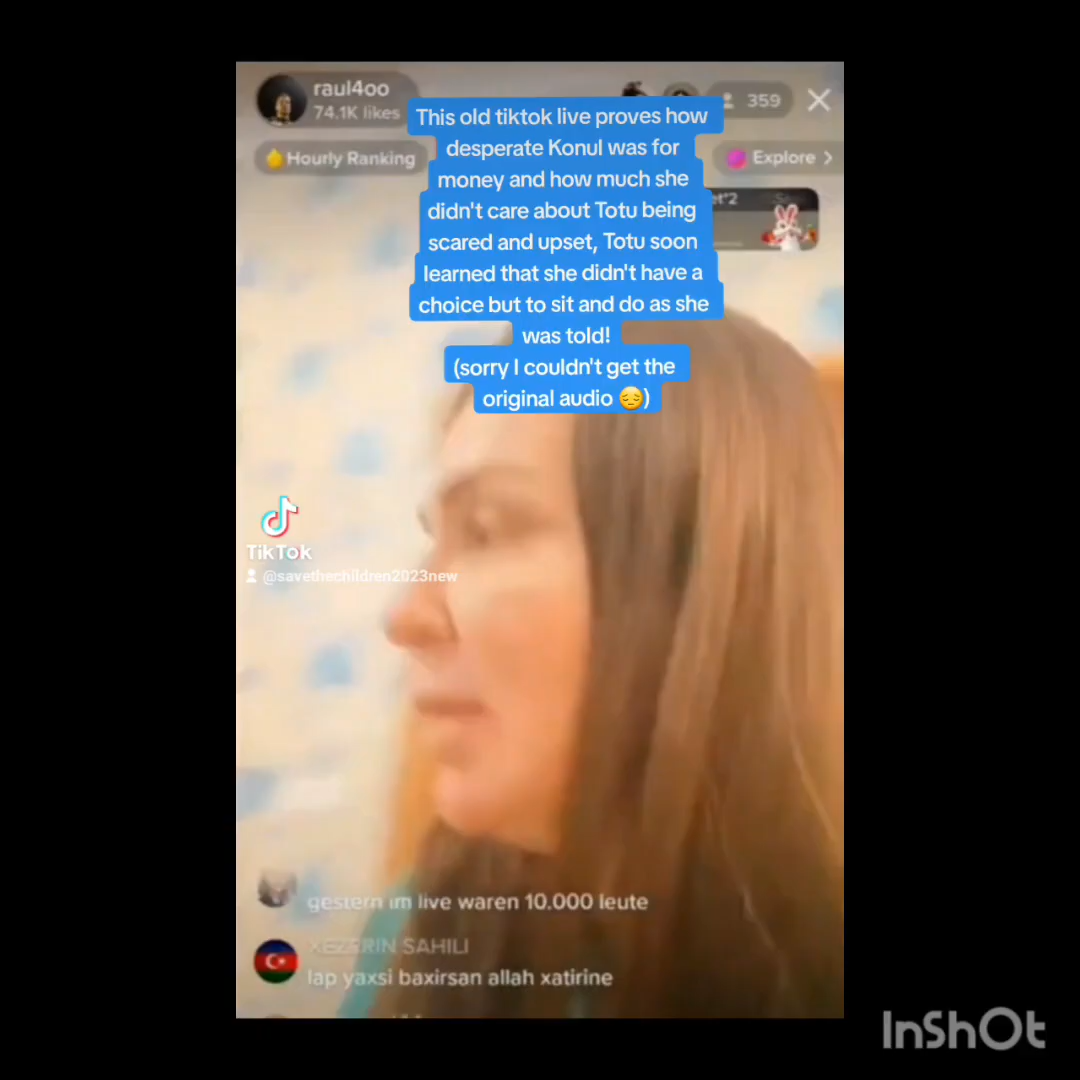 raul4oo
74.1K likes
359
Hourly Ranking
Explore
This old tiktok live proves how
desperate Konul was for
money and how much she
didn't care about Totu being
scared and upset, Totu soon
learned that she didn't have a
choice but to sit and do as she
was told!
(sorry I couldn't get the
original audio 😔)
TikTok
@savethechildren2023new
gestern im live waren 10.000 leute
XEZERIN SAHILI
lap yaxsi baxirsan allah xatirine
InShOt